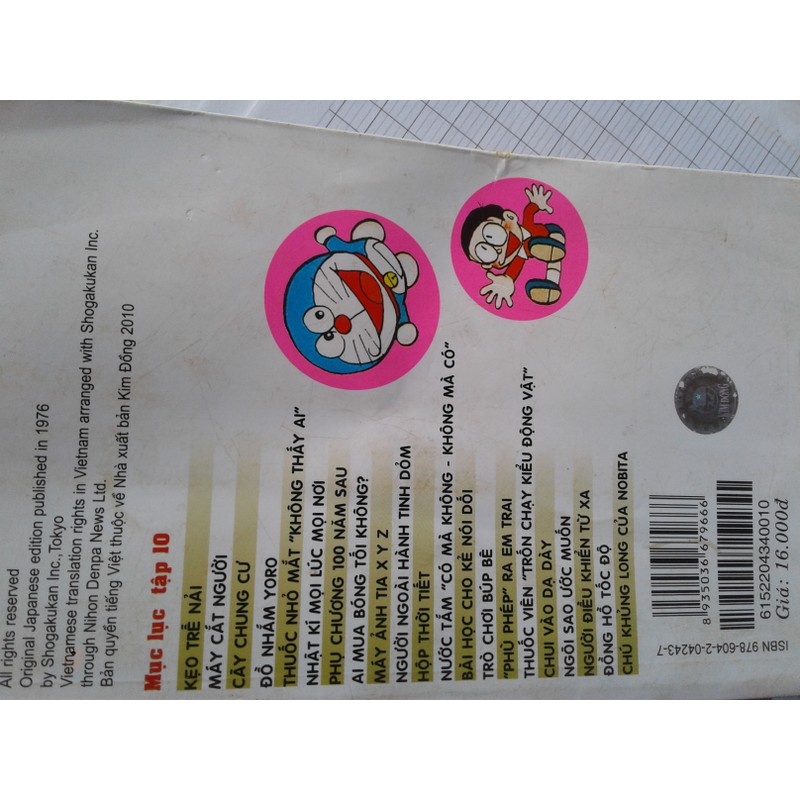 All rights reserved
Original Japanese edition published in 1976
by Shogakukan Inc.,Tokyo
Vietnamese translation rights in Vietnam arranged with Shogakukan Inc.
through Nihon Denpa News Ltd.
Bản quyền tiếng Việt thuộc về Nhà xuất bản Kim Đồng 2010
Mục lục tập 10
KẸO TRẼ NẢI
MÁY CẮT NGƯỜI
CÂY CHUNG CƯ
ĐỒ NHẮM YORO
THUỐC NHỎ MẮT "KHÔNG THẤY AI"
NHẬT KÍ MỌI LÚC MỌI NƠI
PHỤ CHƯƠNG 100 NĂM SAU
AI MUA BÓNG TỐI KHÔNG?
MÁY ẢNH TIA X Y Z
NGƯỜI NGOÀI HÀNH TINH DỎM
HỘP THỜI TIẾT
NƯỚC TẮM "CÓ MÀ KHÔNG - KHÔNG MÀ CÓ"
BÀI HỌC CHO KẺ NÓI DỐI
TRÒ CHƠI BÚP BÊ
"PHÙ PHÉP" RA EM TRAI
THUỐC VIÊN "TRỐN CHẠY KIỂU ĐỘNG VẬT"
CHUI VÀO DẠ DÀY
NGÔI SAO ƯỚC MUỐN
NGƯỜI ĐIỀU KHIỂN TỪ XA
ĐỒNG HỒ TỐC ĐỘ
CHÚ KHỦNG LONG CỦA NOBITA
KIM ĐỒNG
ISBN 978-604-2-04243-7
8935036679666
6152204340010
Giá: 16.000đ